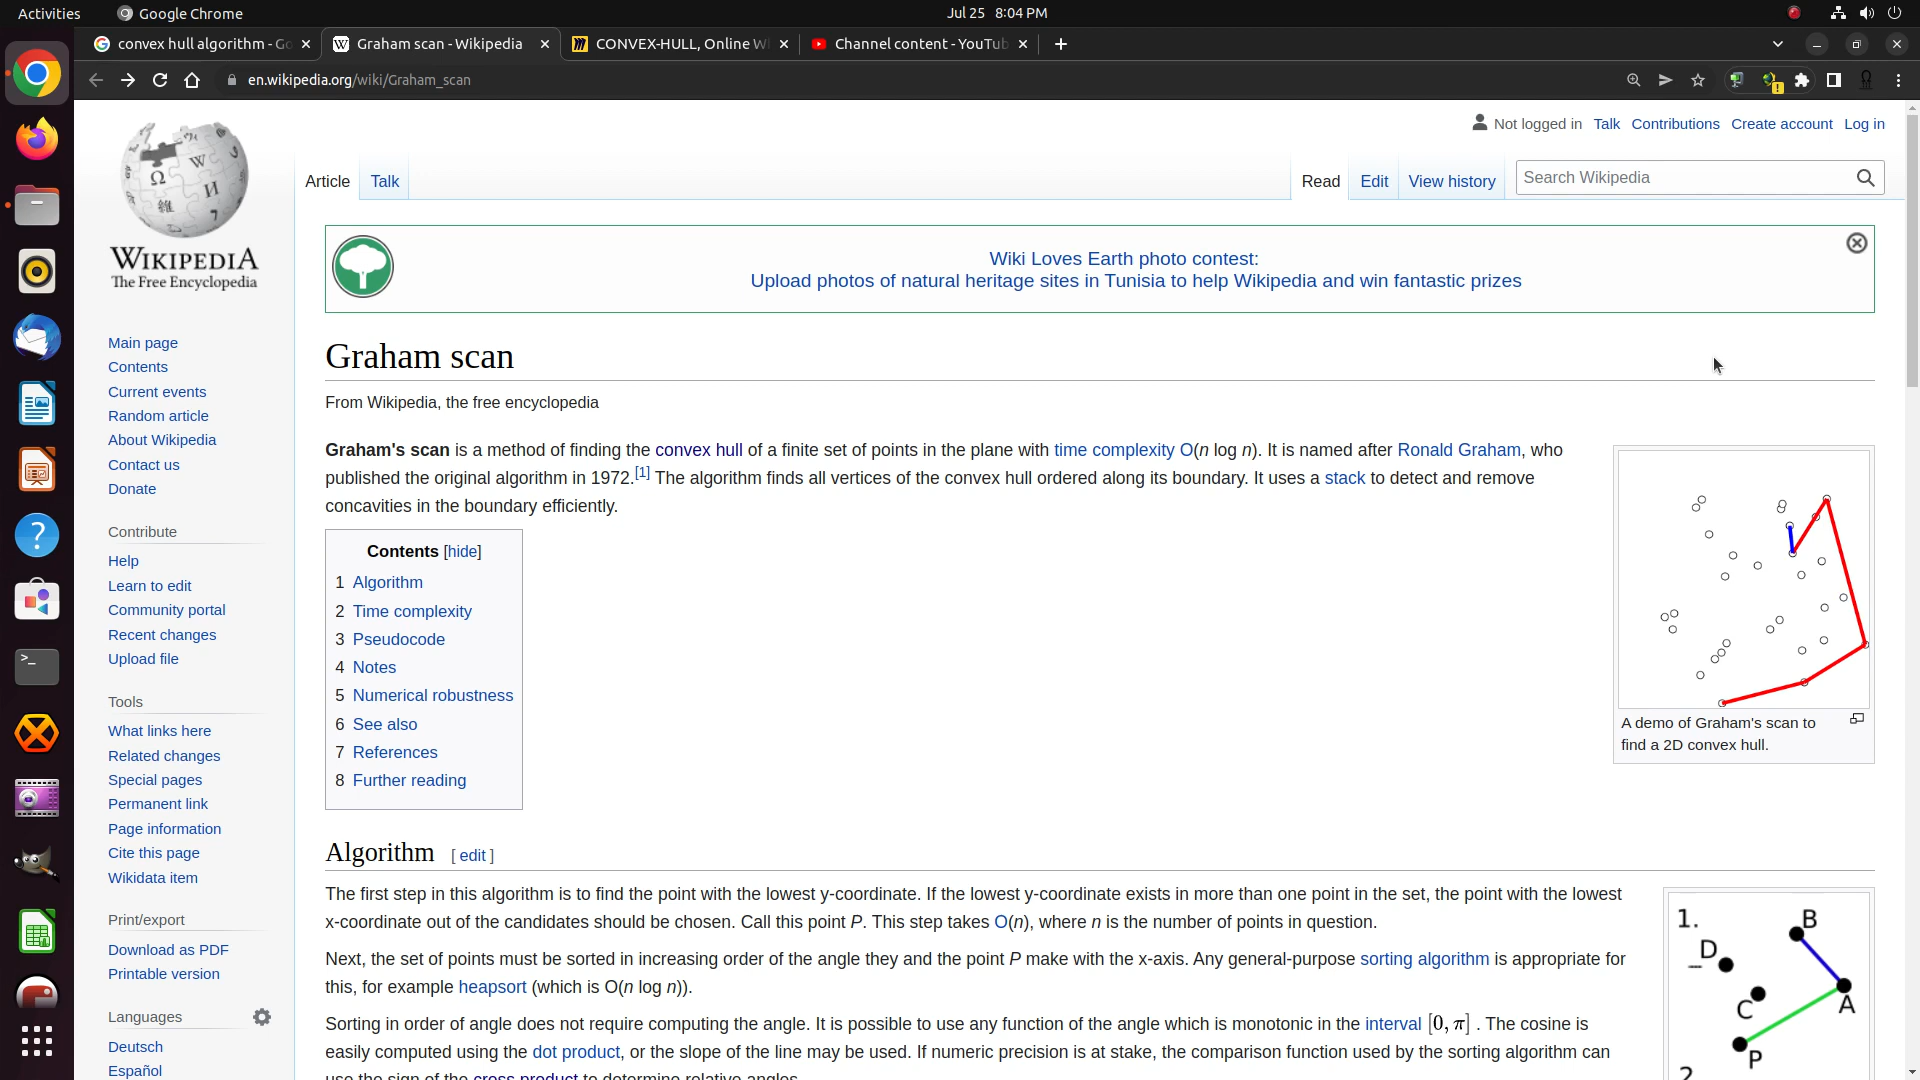 Activities
Google Chrome
Jul 25 8:04 PM
convex hull algorithm - Go
Graham scan - Wikipedia
CONVEX-HULL, Online W
Channel content - YouTub
en.wikipedia.org/wiki/Graham_scan
Not logged in Talk Contributions Create account Log in
Article Talk
Read Edit View history
Search Wikipedia
WIKIPEDIA
The Free Encyclopedia
Main page
Contents
Current events
Random article
About Wikipedia
Contact us
Donate
Contribute
Help
Learn to edit
Community portal
Recent changes
Upload file
Tools
What links here
Related changes
Special pages
Permanent link
Page information
Cite this page
Wikidata item
Print/export
Download as PDF
Printable version
Languages
Deutsch
Español
Wiki Loves Earth photo contest:
Upload photos of natural heritage sites in Tunisia to help Wikipedia and win fantastic prizes
Graham scan
From Wikipedia, the free encyclopedia
Graham's scan is a method of finding the convex hull of a finite set of points in the plane with time complexity O(n log n). It is named after Ronald Graham, who
published the original algorithm in 1972.[1] The algorithm finds all vertices of the convex hull ordered along its boundary. It uses a stack to detect and remove
concavities in the boundary efficiently.
Contents [hide]
1 Algorithm
2 Time complexity
3 Pseudocode
4 Notes
5 Numerical robustness
6 See also
7 References
8 Further reading
A demo of Graham's scan to
find a 2D convex hull.
Algorithm [ edit ]
The first step in this algorithm is to find the point with the lowest y-coordinate. If the lowest y-coordinate exists in more than one point in the set, the point with the lowest
x-coordinate out of the candidates should be chosen. Call this point P. This step takes O(n), where n is the number of points in question.
Next, the set of points must be sorted in increasing order of the angle they and the point P make with the x-axis. Any general-purpose sorting algorithm is appropriate for
this, for example heapsort (which is O(n log n)).
Sorting in order of angle does not require computing the angle. It is possible to use any function of the angle which is monotonic in the interval [0, π] . The cosine is
easily computed using the dot product, or the slope of the line may be used. If numeric precision is at stake, the comparison function used by the sorting algorithm can
use the sign of the cross product to determine relative angles.
1.
B
D
C
A
P
2